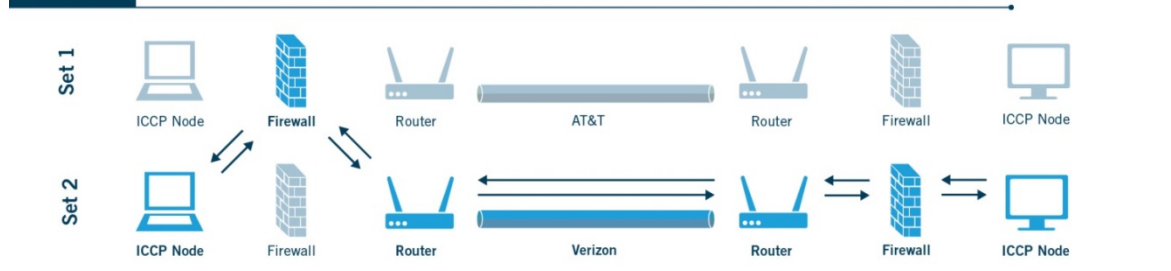 Set 1
ICCP Node Firewall Router AT&T Router Firewall ICCP Node
Set 2
ICCP Node Firewall Router Verizon Router Firewall ICCP Node